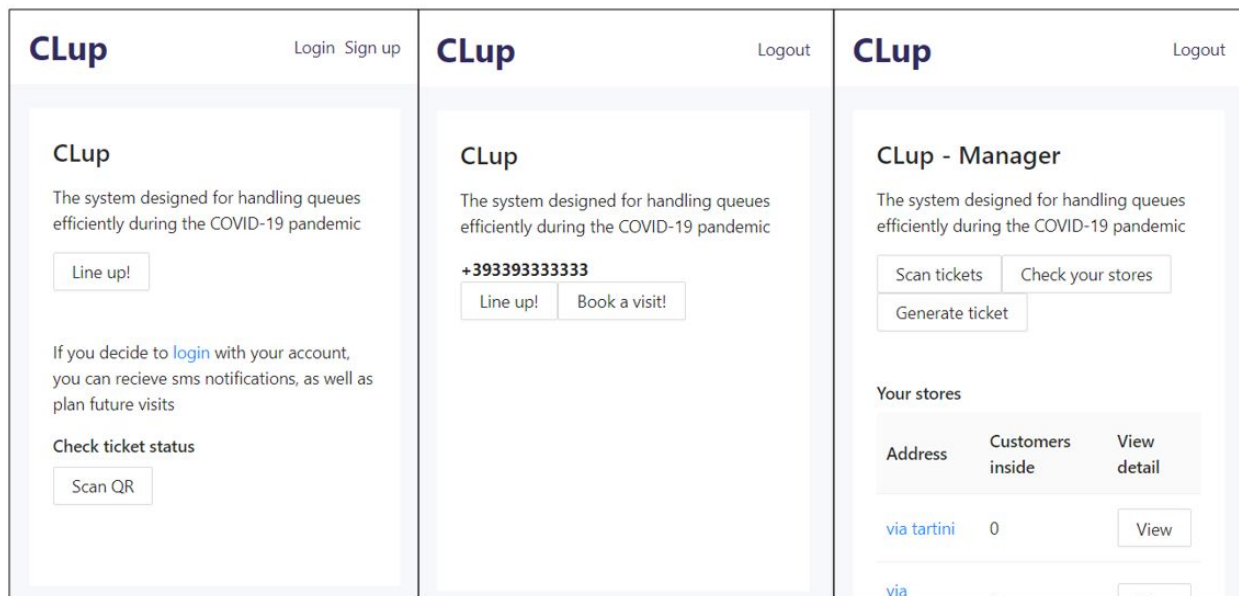 CLup
Login Sign up
CLup
The system designed for handling queues
efficiently during the COVID-19 pandemic
Line up!
If you decide to login with your account,
you can recieve sms notifications, as well as
plan future visits
Check ticket status
Scan QR
CLup
Logout
CLup
The system designed for handling queues
efficiently during the COVID-19 pandemic
+393393333333
Line up! Book a visit!
CLup
Logout
CLup - Manager
The system designed for handling queues
efficiently during the COVID-19 pandemic
Scan tickets Check your stores
Generate ticket
Your stores
Address Customers inside View detail
via tartini 0 View
via